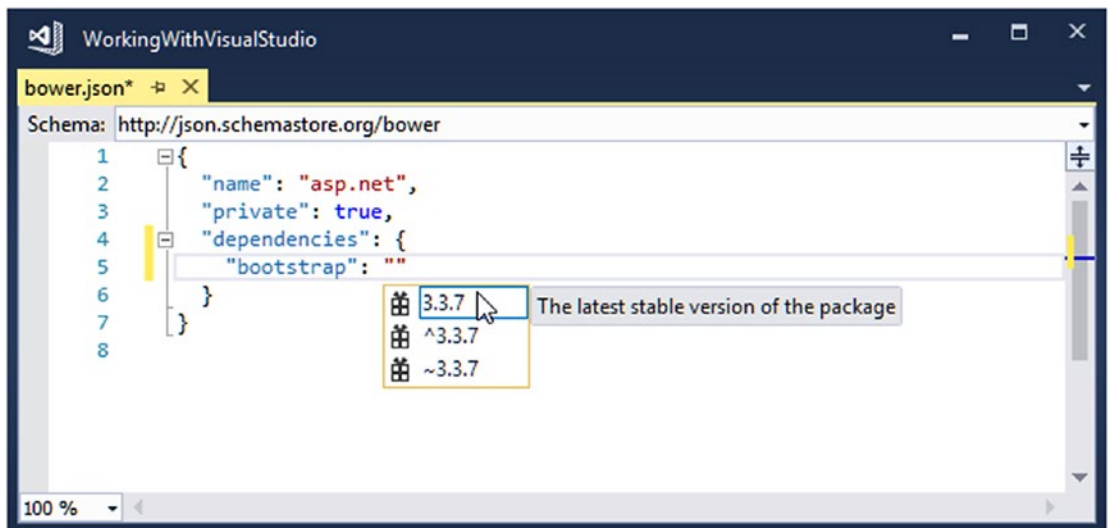 WorkingWithVisualStudio
bower.json*
Schema: http://json.schemastore.org/bower
1 {
2 "name": "asp.net",
3 "private": true,
4 "dependencies": {
5 "bootstrap": ""
6 }
7 }
8
3.3.7 The latest stable version of the package
^3.3.7
~3.3.7
100 %